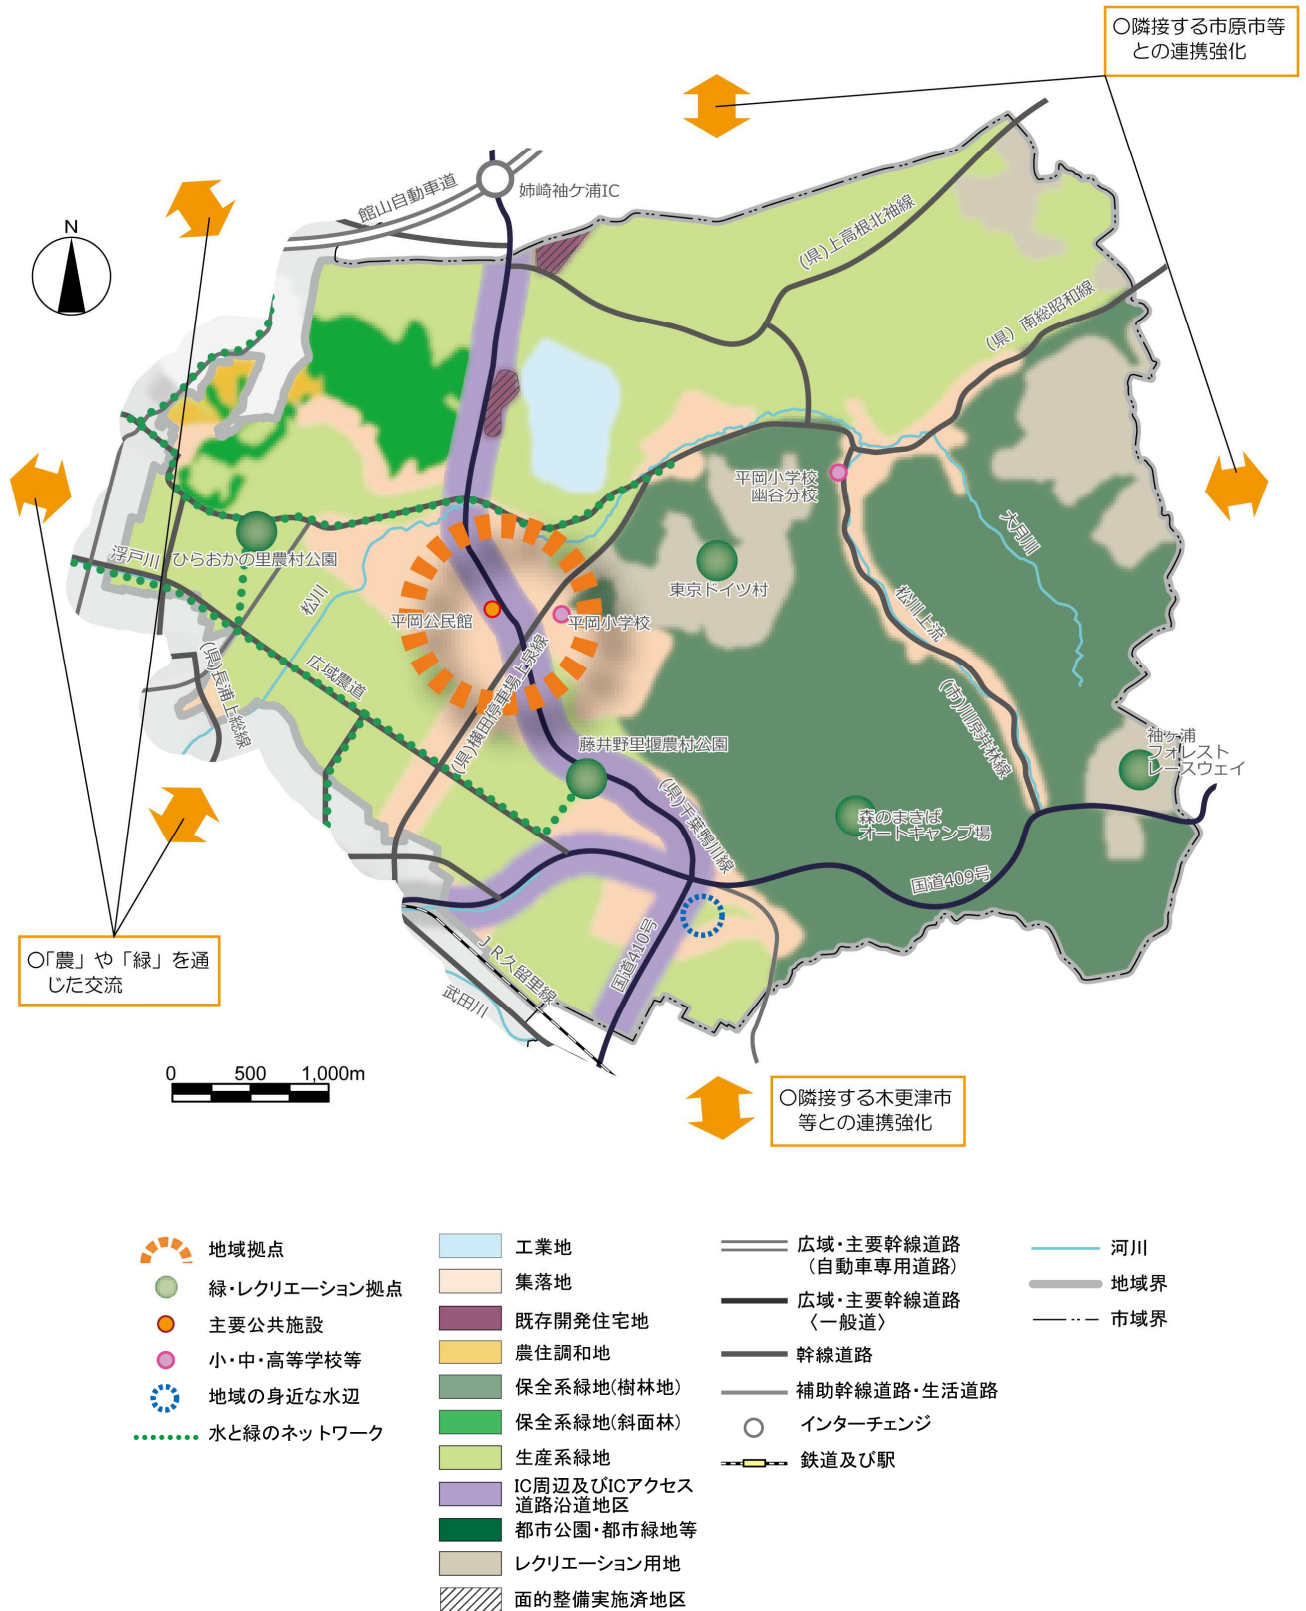 ○隣接する市原市等
との連携強化
館山自動車道
姉崎袖ケ浦IC
N
(県)上高根北袖線
(県)南総昭和線
平岡小学校
幽谷分校
大月川
浮戸川
ひらおかの里農村公園
東京ドイツ村
松川
平岡公民館
平岡小学校
松川上流
(県)長浦上総線
広域農道
(県)横田停車場上泉線
(市)川原井林線
藤井野里堰農村公園
袖ケ浦
フォレスト
レースウェイ
(県)千葉鴨川線
森のまきば
オートキャンプ場
国道409号
国道410号
JR久留里線
武田川
○「農」や「緑」を通
じた交流
0 500 1,000m
○隣接する木更津市
等との連携強化
地域拠点
緑・レクリエーション拠点
主要公共施設
小・中・高等学校等
地域の身近な水辺
水と緑のネットワーク
工業地
集落地
既存開発住宅地
農住調和地
保全系緑地(樹林地)
保全系緑地(斜面林)
生産系緑地
IC周辺及びICアクセス
道路沿道地区
都市公園・都市緑地等
レクリエーション用地
面的整備実施済地区
広域・主要幹線道路
(自動車専用道路)
広域・主要幹線道路
〈一般道〉
幹線道路
補助幹線道路・生活道路
インターチェンジ
鉄道及び駅
河川
地域界
市域界